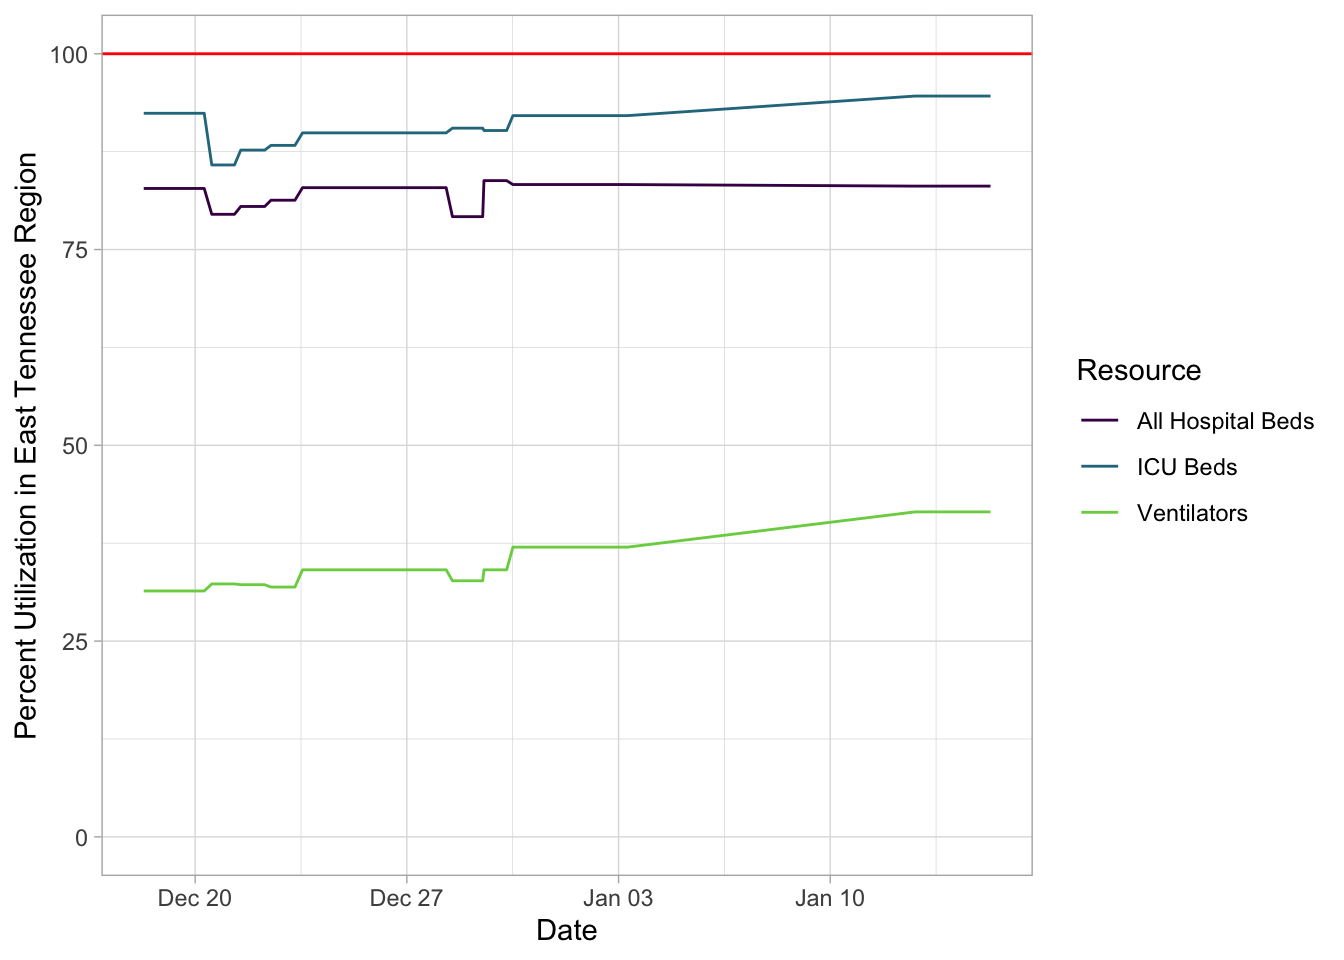 Percent Utilization in East Tennessee Region
100
75
50
25
0
Dec 20
Dec 27
Jan 03
Jan 10
Date
Resource
All Hospital Beds
ICU Beds
Ventilators